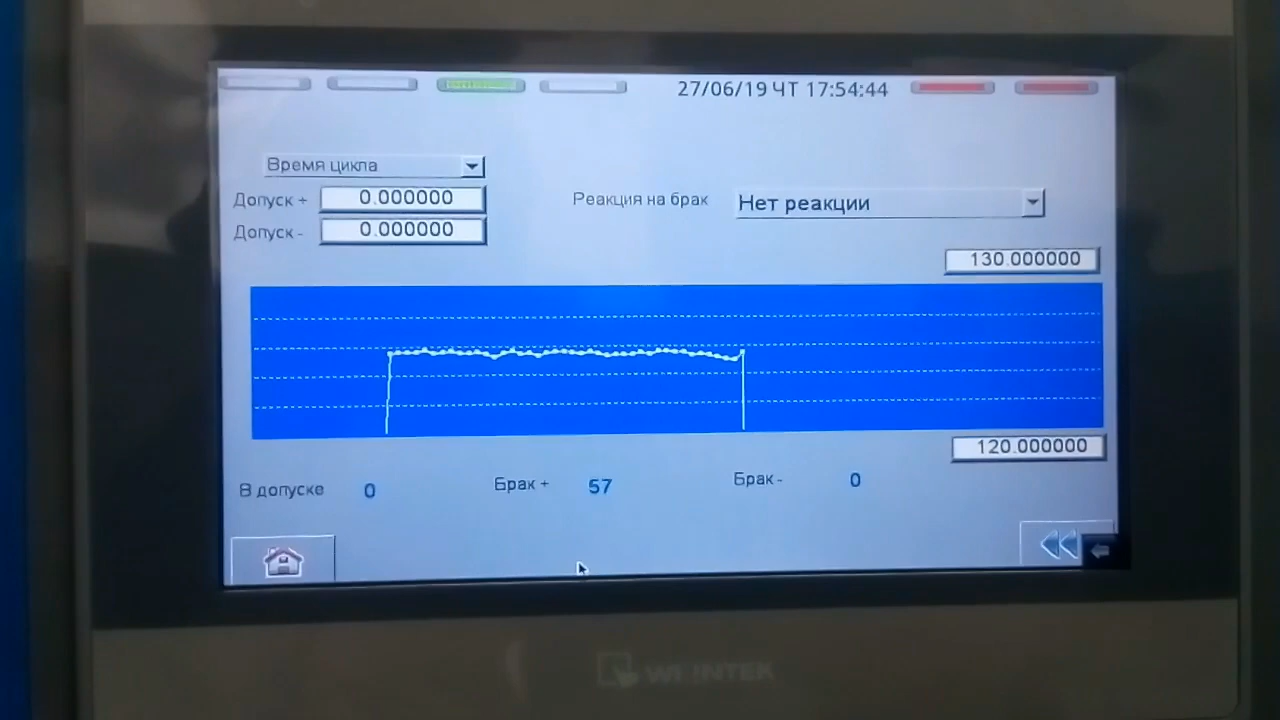 27/06/19 ЧТ 17:54:44
Время цикла
Допуск + 0.000000
Реакция на брак Нет реакции
Допуск - 0.000000
130.000000
120.000000
В допуске 0 Брак + 57 Брак - 0
WEINTEK